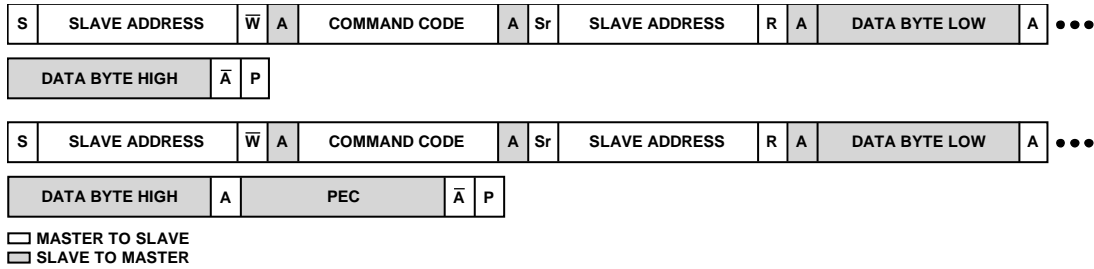 S SLAVE ADDRESS W̅ A COMMAND CODE A Sr SLAVE ADDRESS R A DATA BYTE LOW A •••
DATA BYTE HIGH A̅ P
S SLAVE ADDRESS W̅ A COMMAND CODE A Sr SLAVE ADDRESS R A DATA BYTE LOW A •••
DATA BYTE HIGH A PEC A̅ P
MASTER TO SLAVE
SLAVE TO MASTER